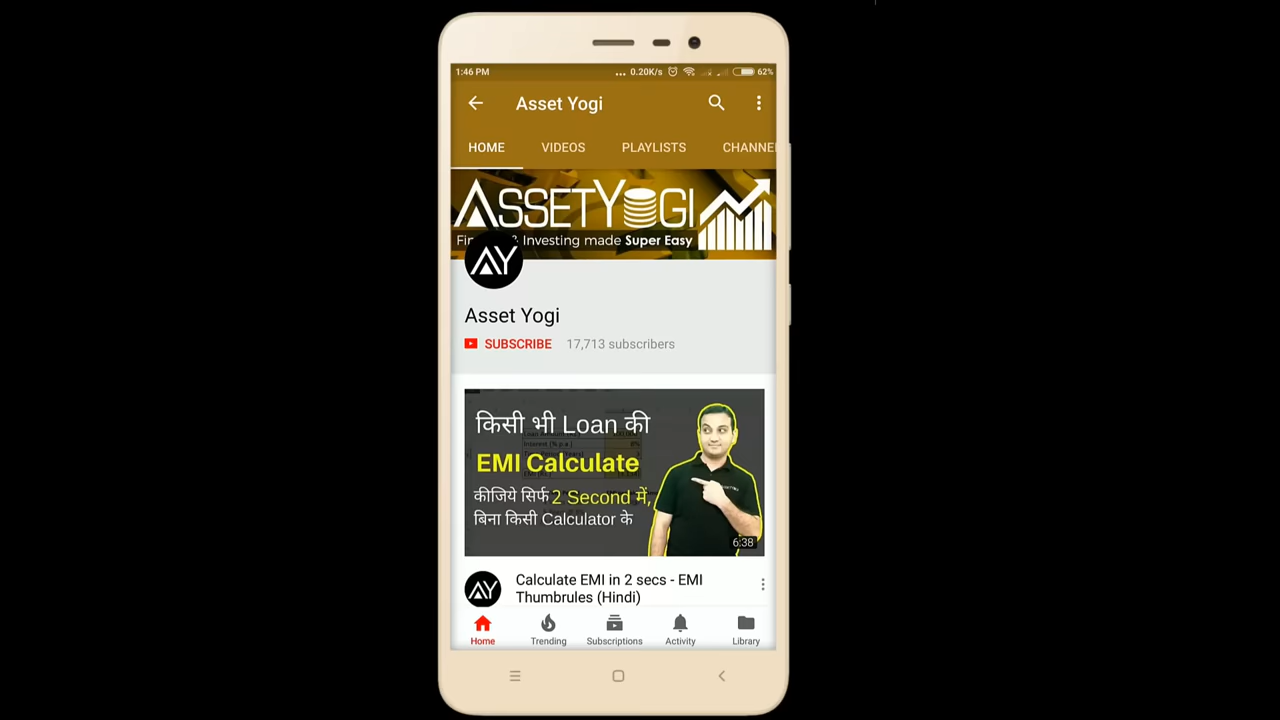 1:46 PM ... 0.20K/s 62%
Asset Yogi
HOME VIDEOS PLAYLISTS CHANNE
ASSETYOGI
& Investing made Super Easy
AY
Asset Yogi
SUBSCRIBE 17,713 subscribers
किसी भी Loan की
EMI Calculate
कीजिये सिर्फ 2 Second में,
बिना किसी Calculator के
6:38
AY
Calculate EMI in 2 secs - EMI
Thumbrules (Hindi)
Home Trending Subscriptions Activity Library